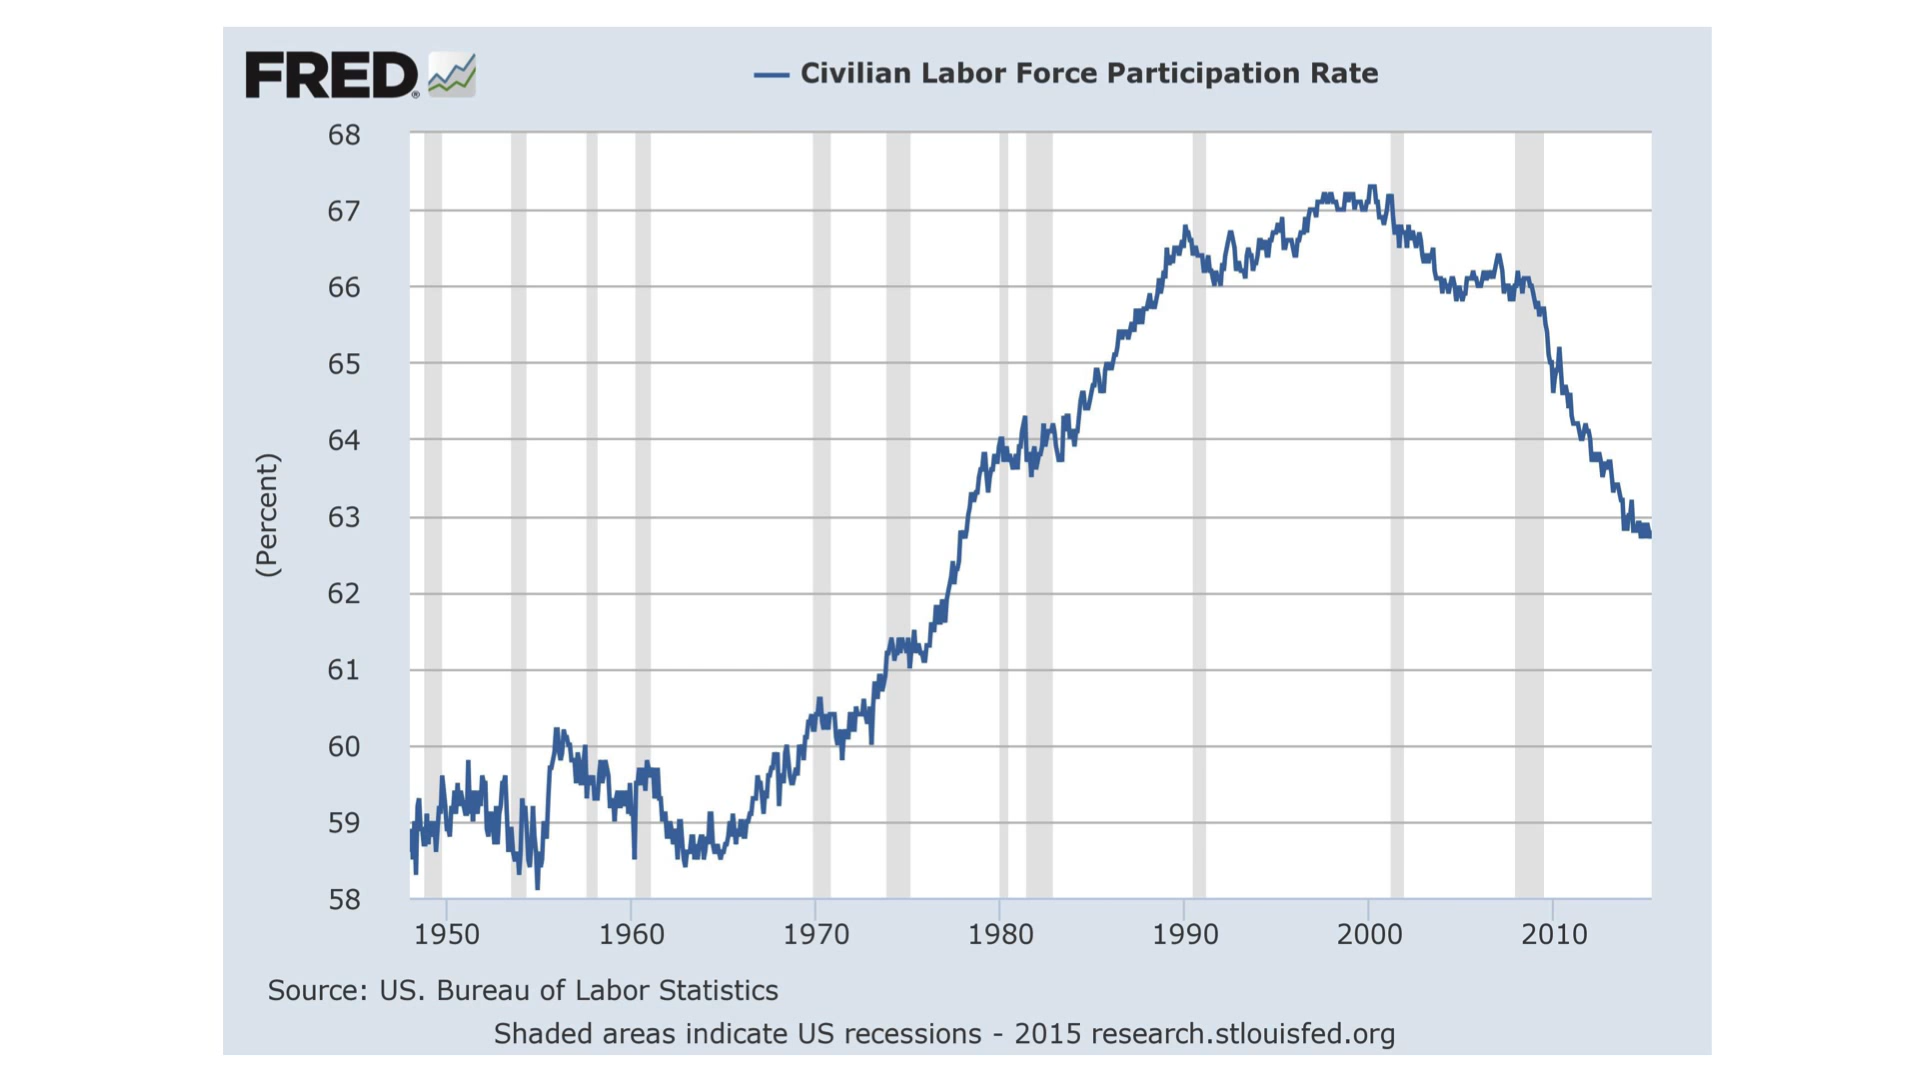 FRED®
Civilian Labor Force Participation Rate
68
67
66
65
64
63
62
61
60
59
58
(Percent)
1950 1960 1970 1980 1990 2000 2010
Source: US. Bureau of Labor Statistics
Shaded areas indicate US recessions - 2015 research.stlouisfed.org